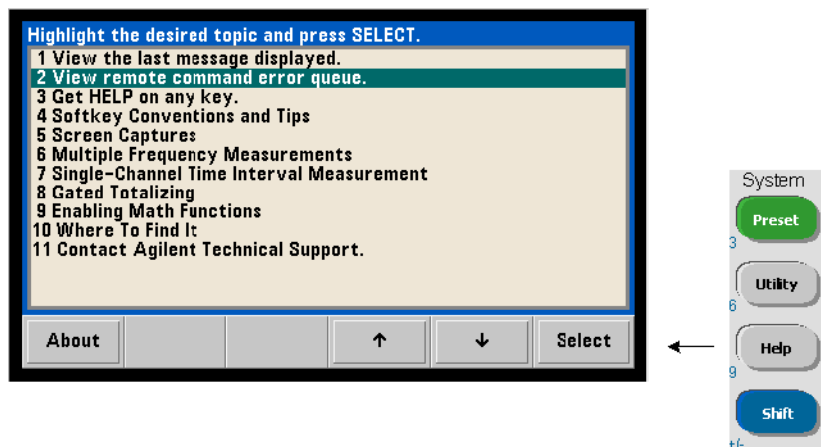 Highlight the desired topic and press SELECT.
1 View the last message displayed.
2 View remote command error queue.
3 Get HELP on any key.
4 Softkey Conventions and Tips
5 Screen Captures
6 Multiple Frequency Measurements
7 Single-Channel Time Interval Measurement
8 Gated Totalizing
9 Enabling Math Functions
10 Where To Find It
11 Contact Agilent Technical Support.
About ↑ ↓ Select
System
Preset
3
Utility
6
Help
9
Shift
+/-